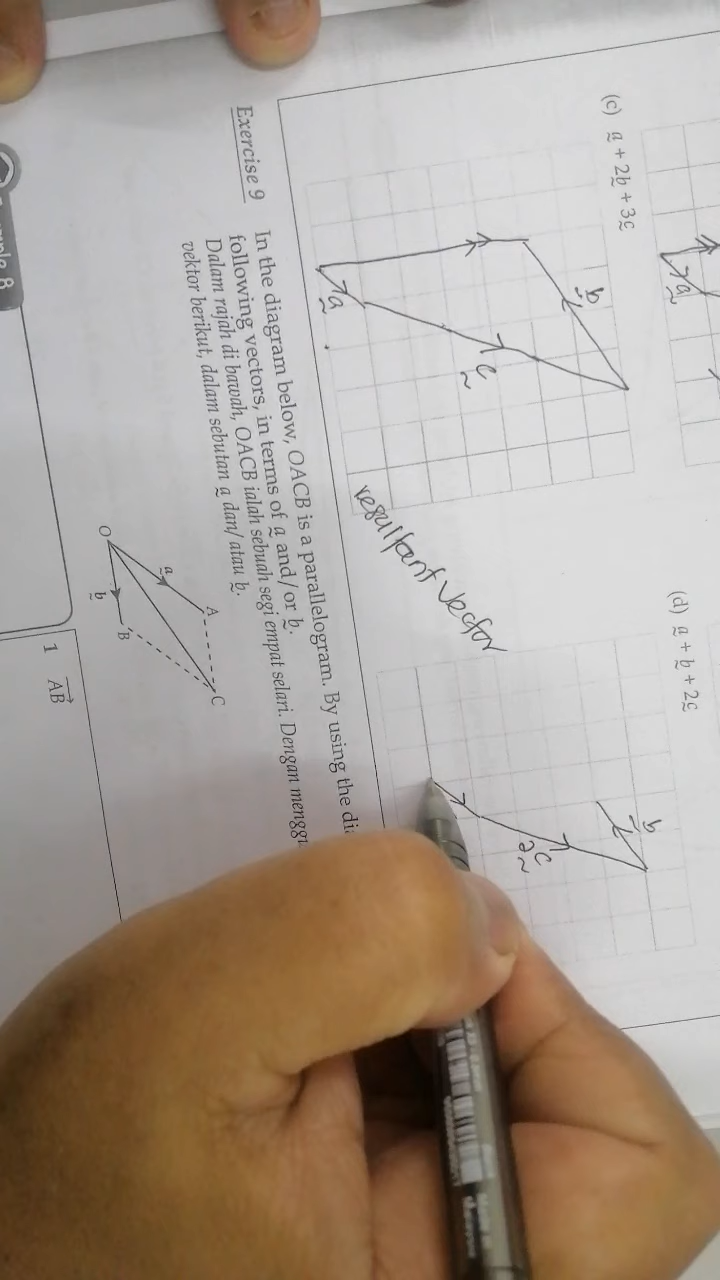 (c) a + 2b + 3c
b
a
c
a
resultant vector
(d) a + b + 2c
b
2c
Exercise 9 In the diagram below, OACB is a parallelogram. By using the
following vectors, in terms of a and/or b.
Dalam rajah di bawah, OACB ialah sebuah segi empat selari. Dengan
vektor berikut, dalam sebutan a dan/atau b.
A
C
a
O
b
B
8
1 AB